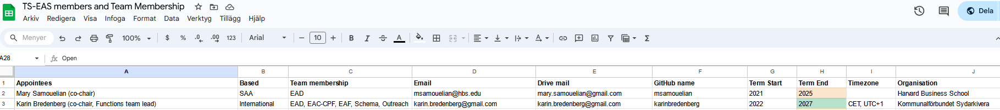 TS-EAS members and Team Membership
Arkiv Redigera Visa Infoga Format Data Verktyg Tillägg Hjälp
Dela
Menyer 100% $ % .0 .00 123 Arial 10 B I S A Σ
A28 fx Open
A B C D E F G H I J
1 Appointees Based Team membership Email Drive mail GitHub name Term Start Term End Timezone Organisation
2 Mary Samouelian (co-chair) SAA EAD msamouelian@hbs.edu mary.samouelian@gmail.com msamouelian 2021 2025 Harvard Business School
3 Karin Bredenberg (co-chair, Functions team lead) International EAD, EAC-CPF, EAF, Schema, Outreach karin.bredenberg@gmail.com karin.bredenberg@gmail.com karinbredenberg 2022 2027 CET, UTC+1 Kommunalförbundet Sydarkivera